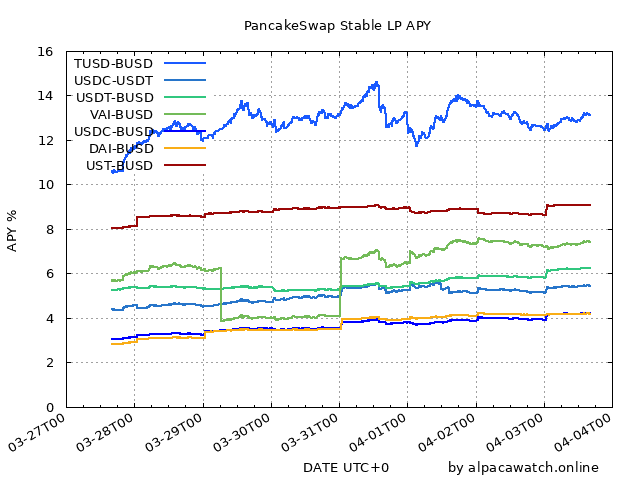 PancakeSwap Stable LP APY
16
14
12
10
8
6
4
2
0
APY %
TUSD-BUSD
USDC-USDT
USDT-BUSD
VAI-BUSD
USDC-BUSD
DAI-BUSD
UST-BUSD
03-27T00
03-28T00
03-29T00
03-30T00
03-31T00
04-01T00
04-02T00
04-03T00
04-04T00
DATE UTC+0
by alpacawatch.online